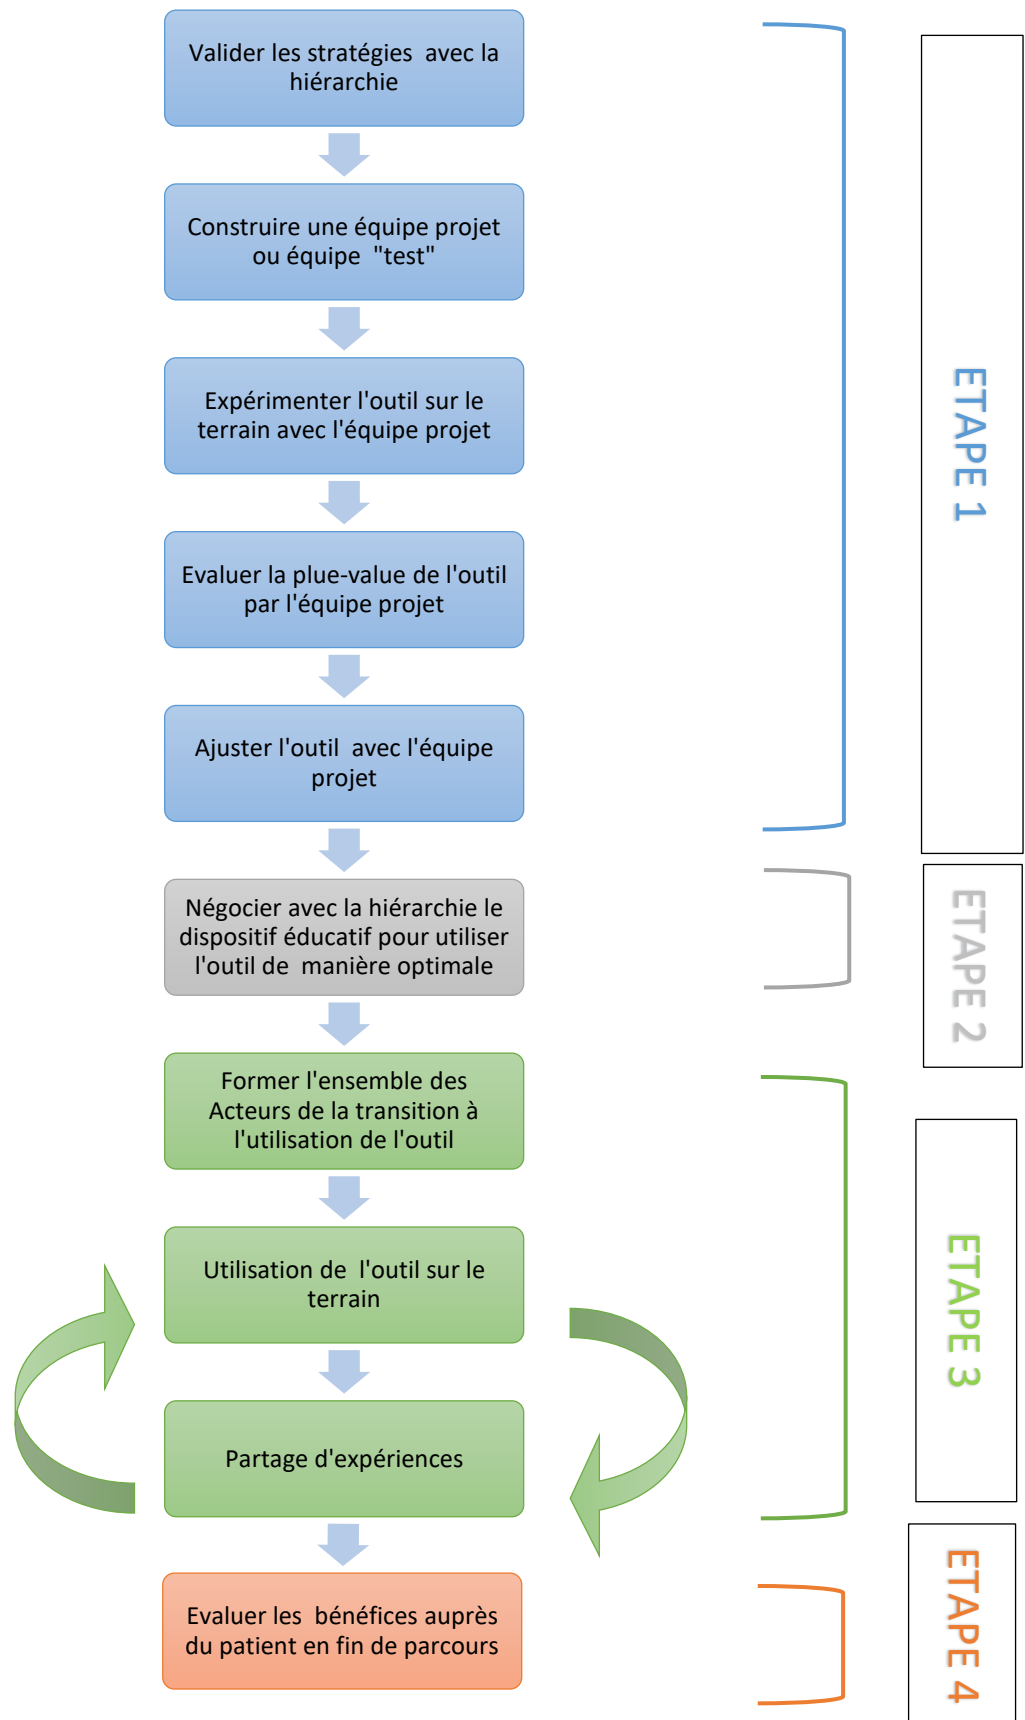 Valider les stratégies avec la
hiérarchie
Construire une équipe projet
ou équipe "test"
Expérimenter l'outil sur le
terrain avec l'équipe projet
Evaluer la plue-value de l'outil
par l'équipe projet
Ajuster l'outil avec l'équipe
projet
ETAPE 1
Négocier avec la hiérarchie le
dispositif éducatif pour utiliser
l'outil de manière optimale
ETAPE 2
Former l'ensemble des
Acteurs de la transition à
l'utilisation de l'outil
Utilisation de l'outil sur le
terrain
Partage d'expériences
ETAPE 3
Evaluer les bénéfices auprès
du patient en fin de parcours
ETAPE 4